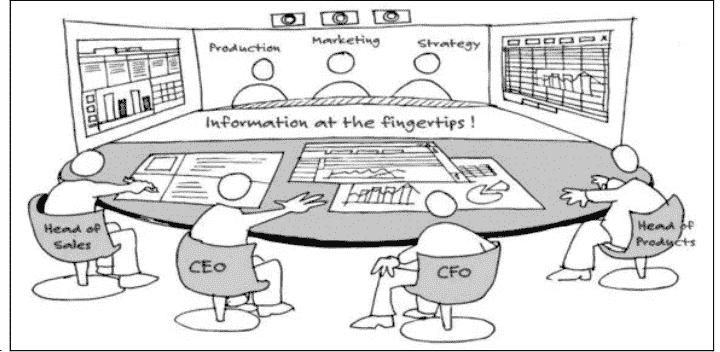 Production
Marketing
Strategy
Information at the fingertips !
Head of
Sales
CEO
CFO
Head of
Products